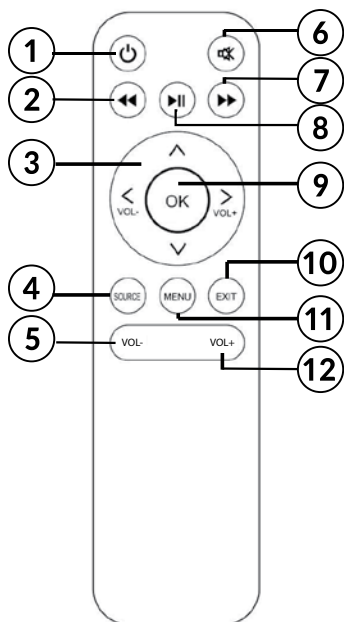 1
6
2
7
8
3
OK
VOL-
VOL+
9
10
4
SOURCE
MENU
EXIT
11
5
VOL-
VOL+
12